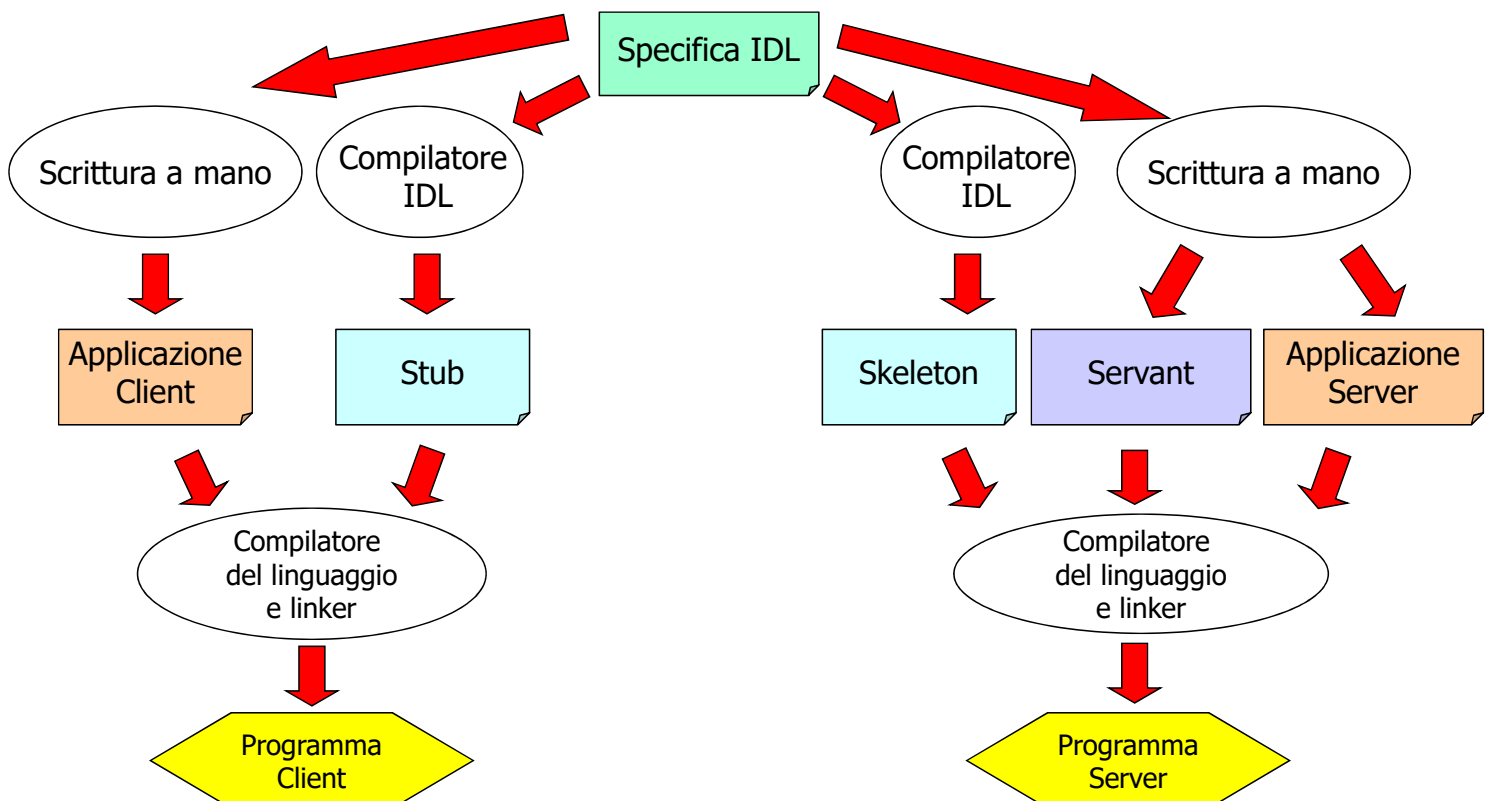 Specifica IDL
Scrittura a mano
Compilatore
IDL
Compilatore
IDL
Scrittura a mano
Applicazione
Client
Stub
Skeleton
Servant
Applicazione
Server
Compilatore
del linguaggio
e linker
Compilatore
del linguaggio
e linker
Programma
Client
Programma
Server